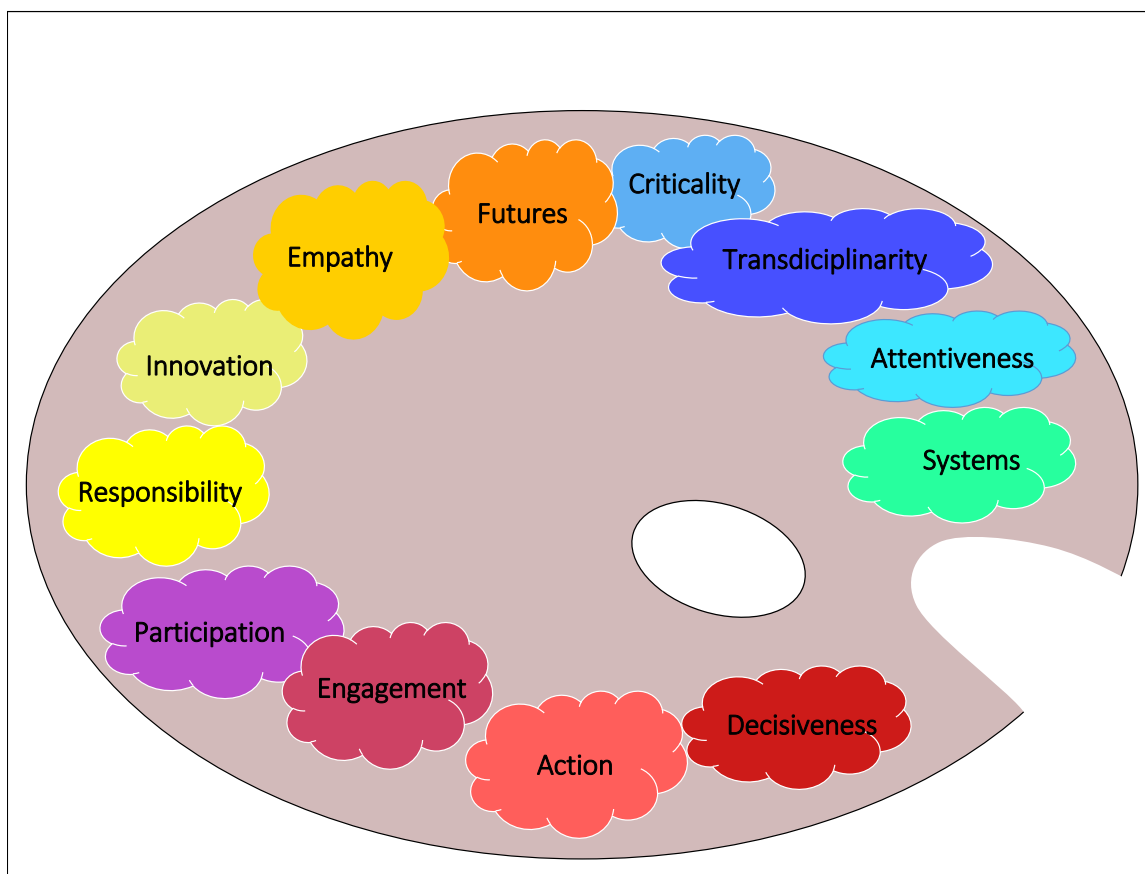 Criticality
Futures
Empathy
Transdiciplinarity
Attentiveness
Innovation
Systems
Responsibility
Participation
Engagement
Decisiveness
Action